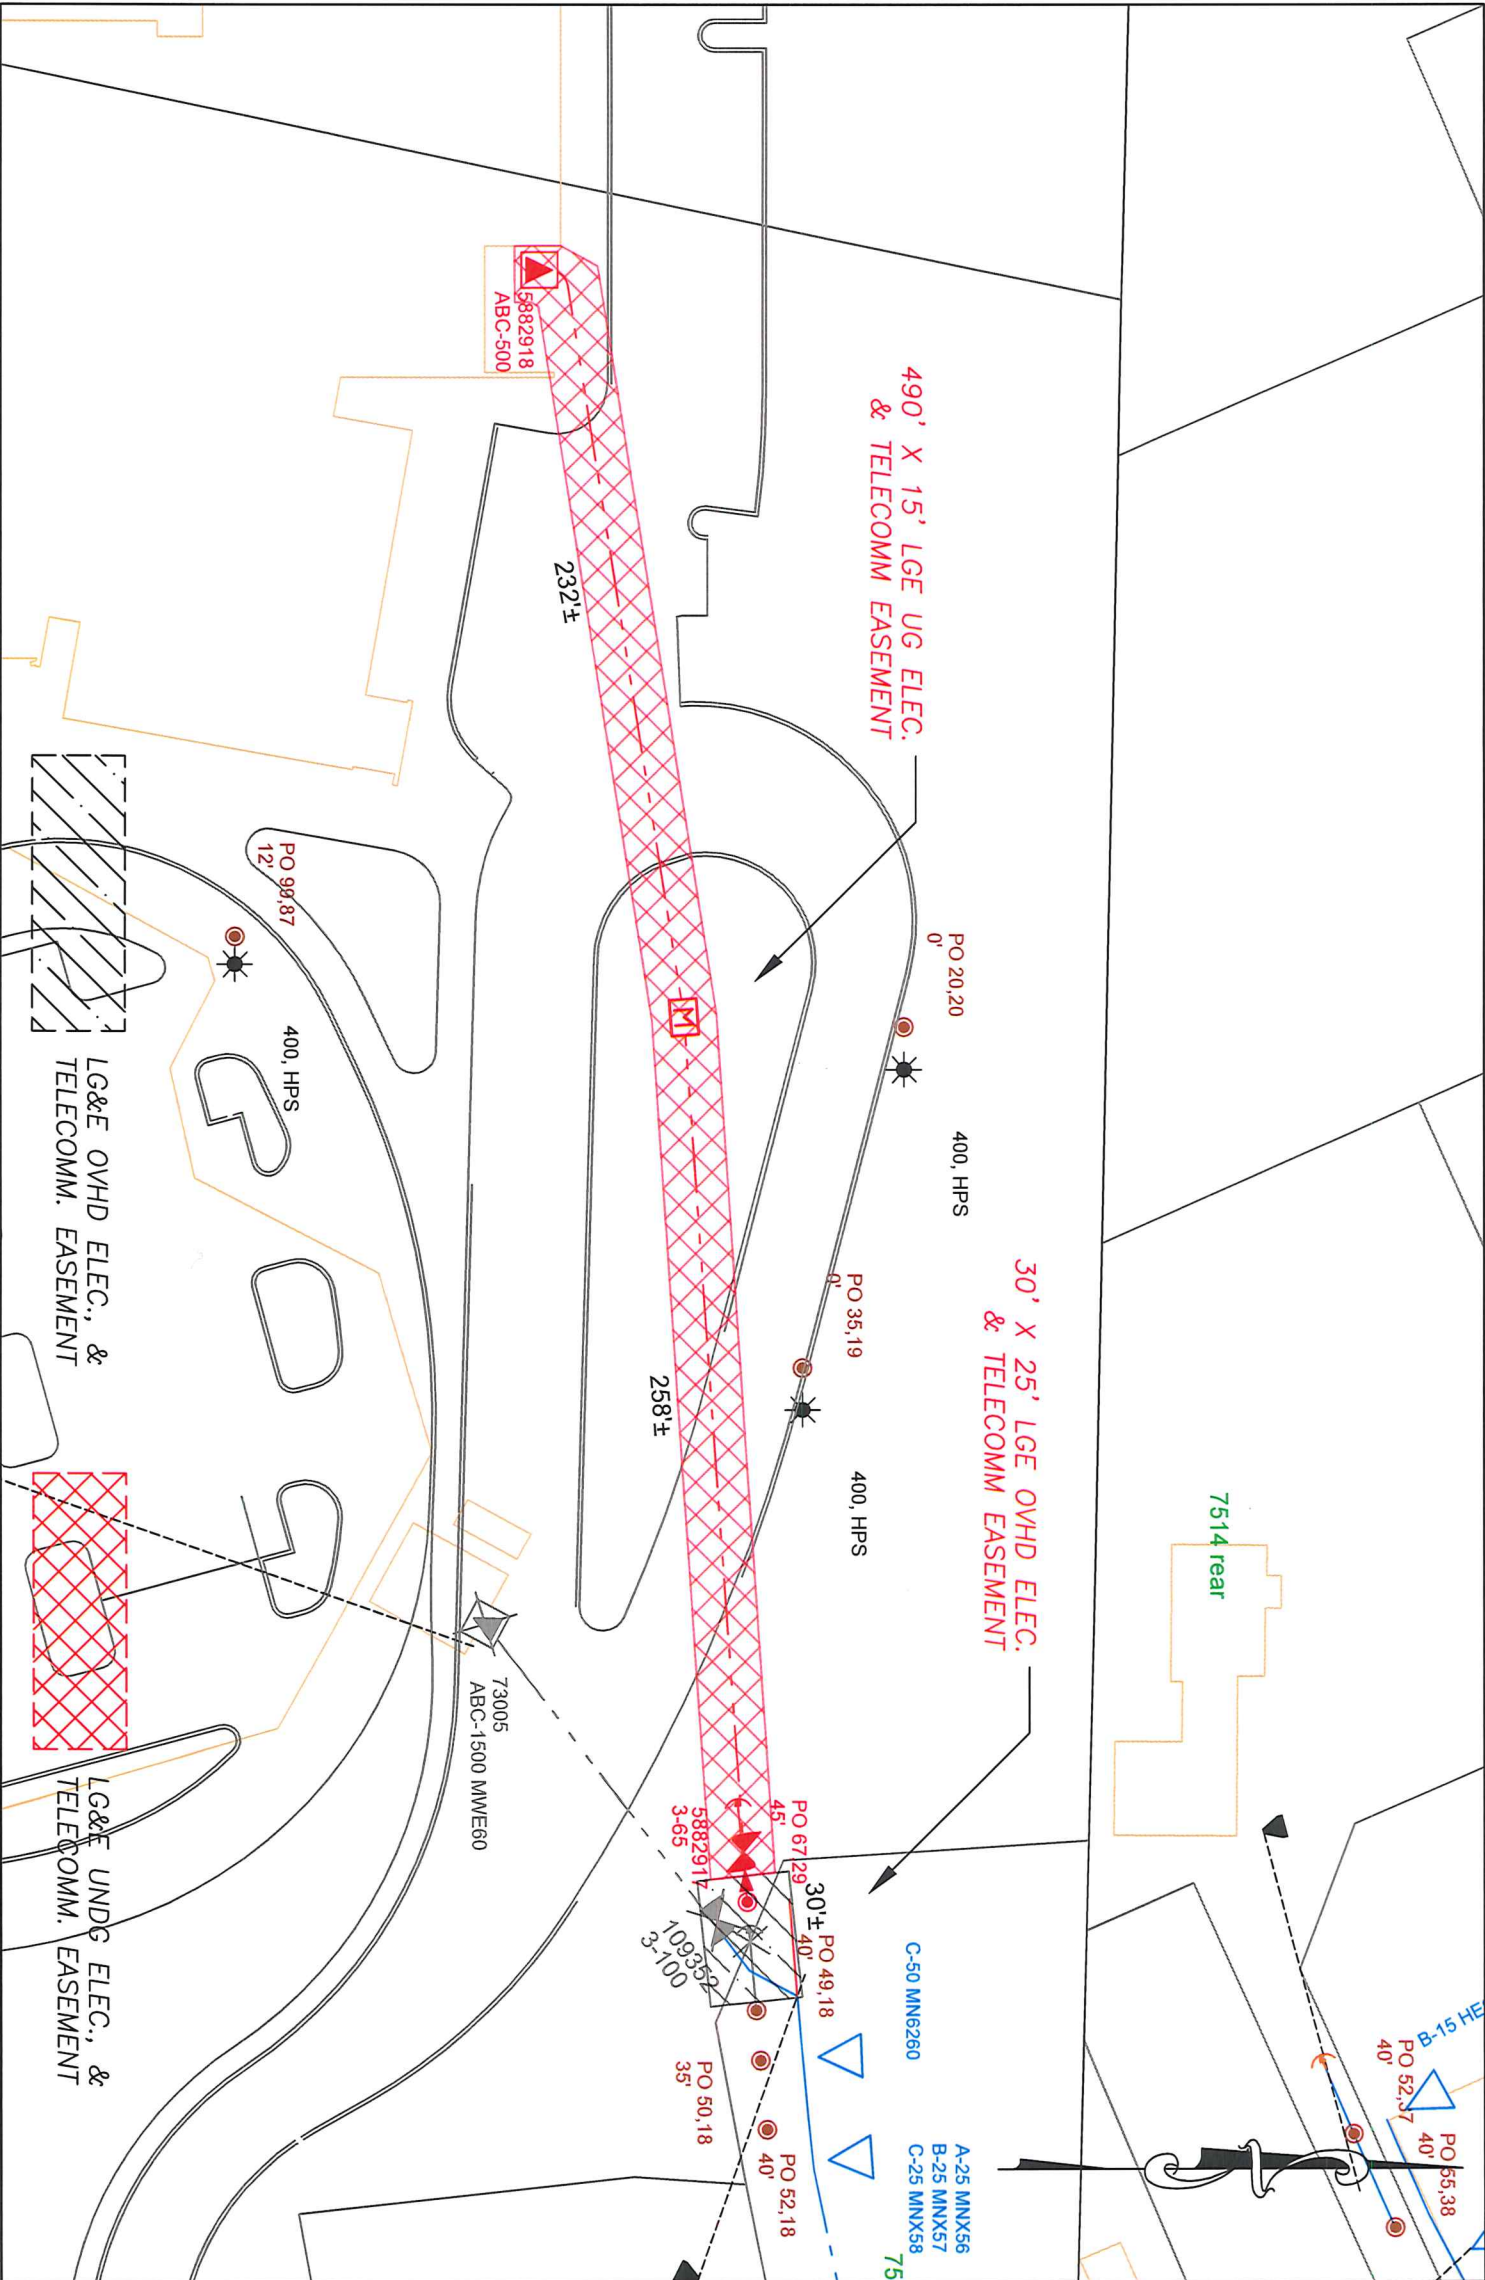 490' X 15' LGE UG ELEC.
& TELECOMM EASEMENT
30' X 25' LGE OVHD ELEC.
& TELECOMM EASEMENT
7514 rear
PO 52,37
40'
PO 55,38
40'
PO 20,20
0'
400, HPS
PO 35,19
0'
400, HPS
C-50 MN6260
A-25 MNX56
B-25 MNX57
C-25 MNX58
75
5882918
ABC-500
232'±
M
258'±
PO 67,29
45'
5882917
3-65
30'±
PO 49,18
40'
109352
3-100
PO 50,18
35'
PO 52,18
40'
73005
ABC-1500 MWE60
PO 99,87
12'
400, HPS
LG&E OVHD ELEC., &
TELECOMM. EASEMENT
LG&E UNDG ELEC., &
TELECOMM. EASEMENT